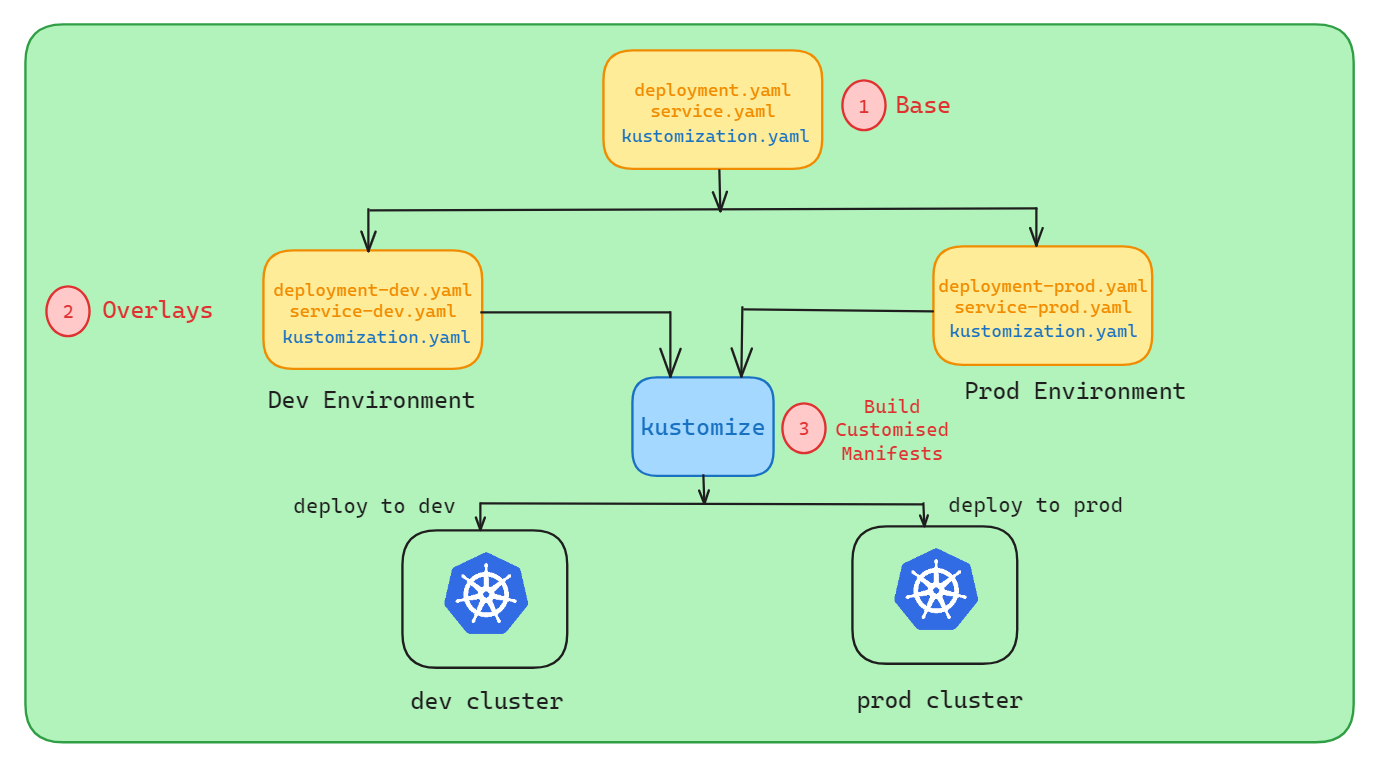 deployment.yaml
service.yaml
kustomization.yaml
1 Base
2 Overlays
deployment-dev.yaml
service-dev.yaml
kustomization.yaml
Dev Environment
deployment-prod.yaml
service-prod.yaml
kustomization.yaml
Prod Environment
kustomize
3
Build
Customised
Manifests
deploy to dev
deploy to prod
dev cluster
prod cluster